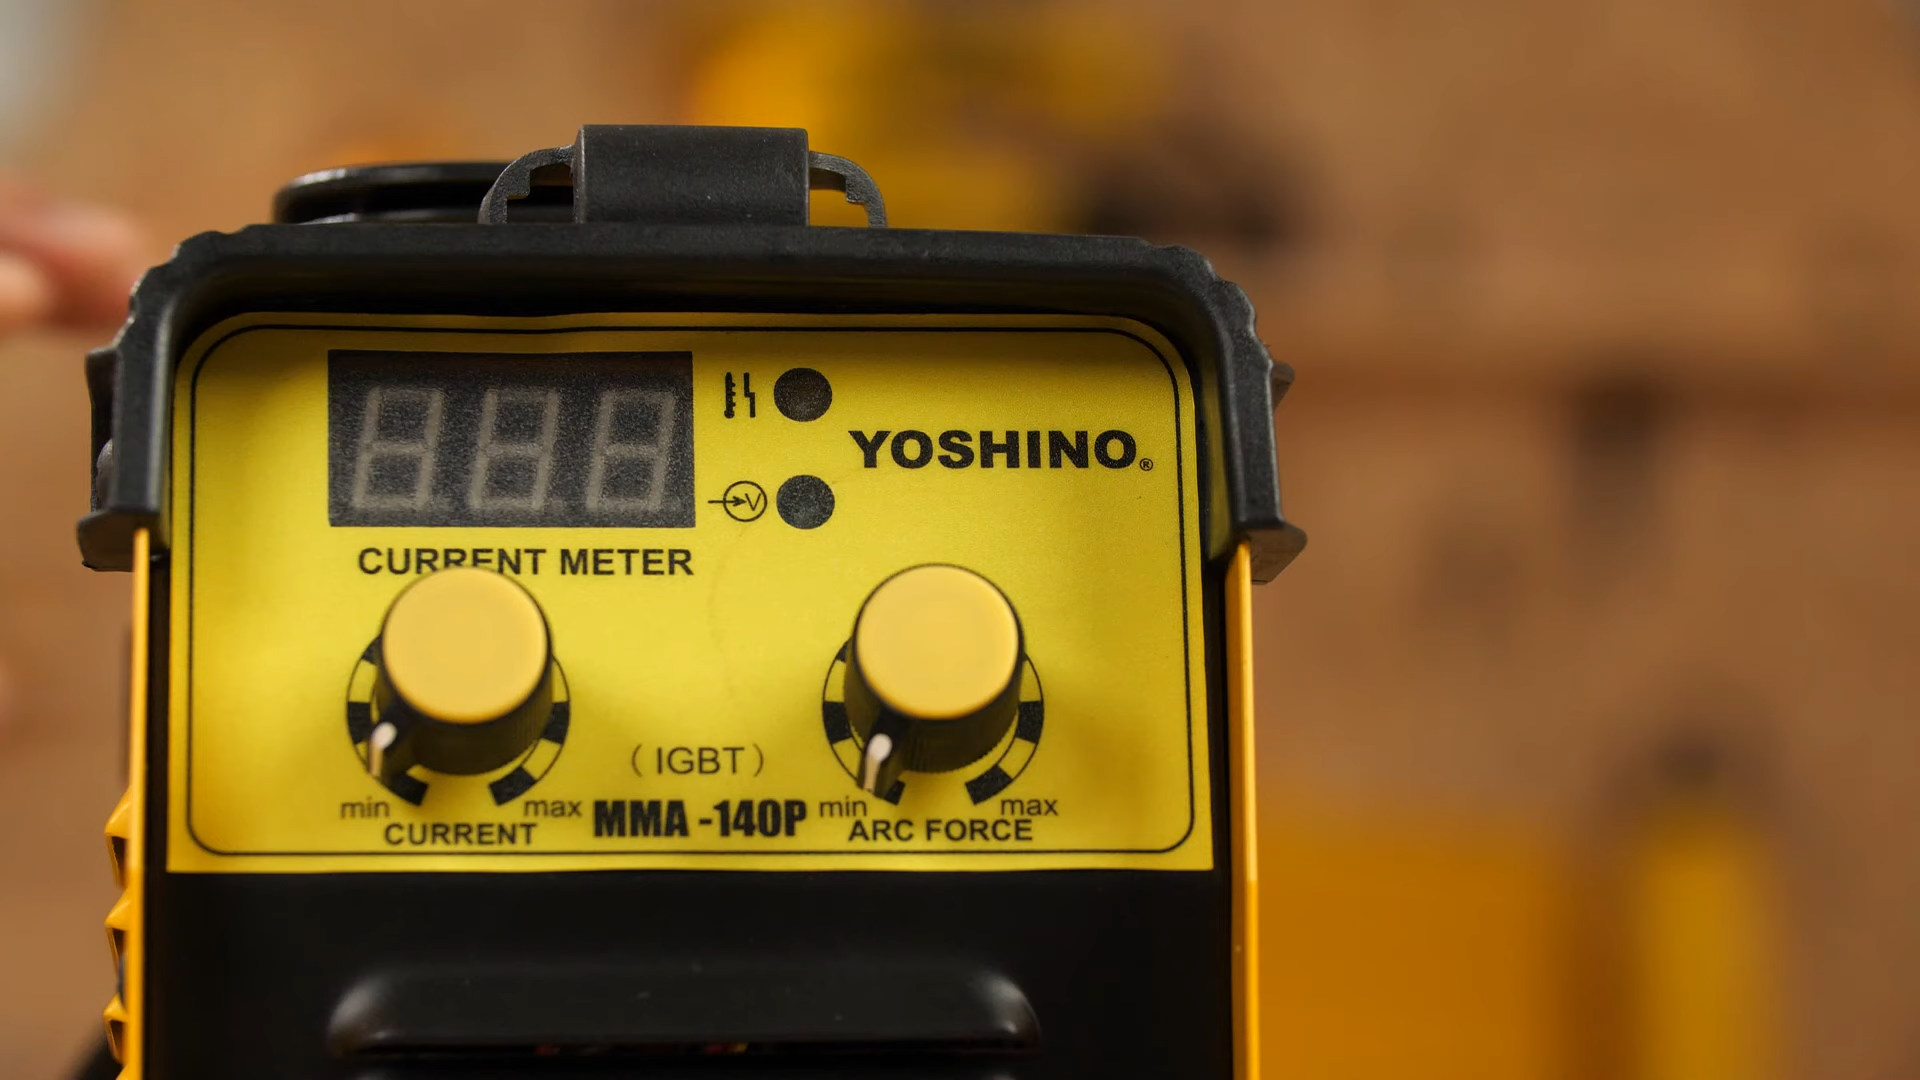 YOSHINO®
CURRENT METER
(IGBT)
min max
CURRENT
MMA -140P
min max
ARC FORCE